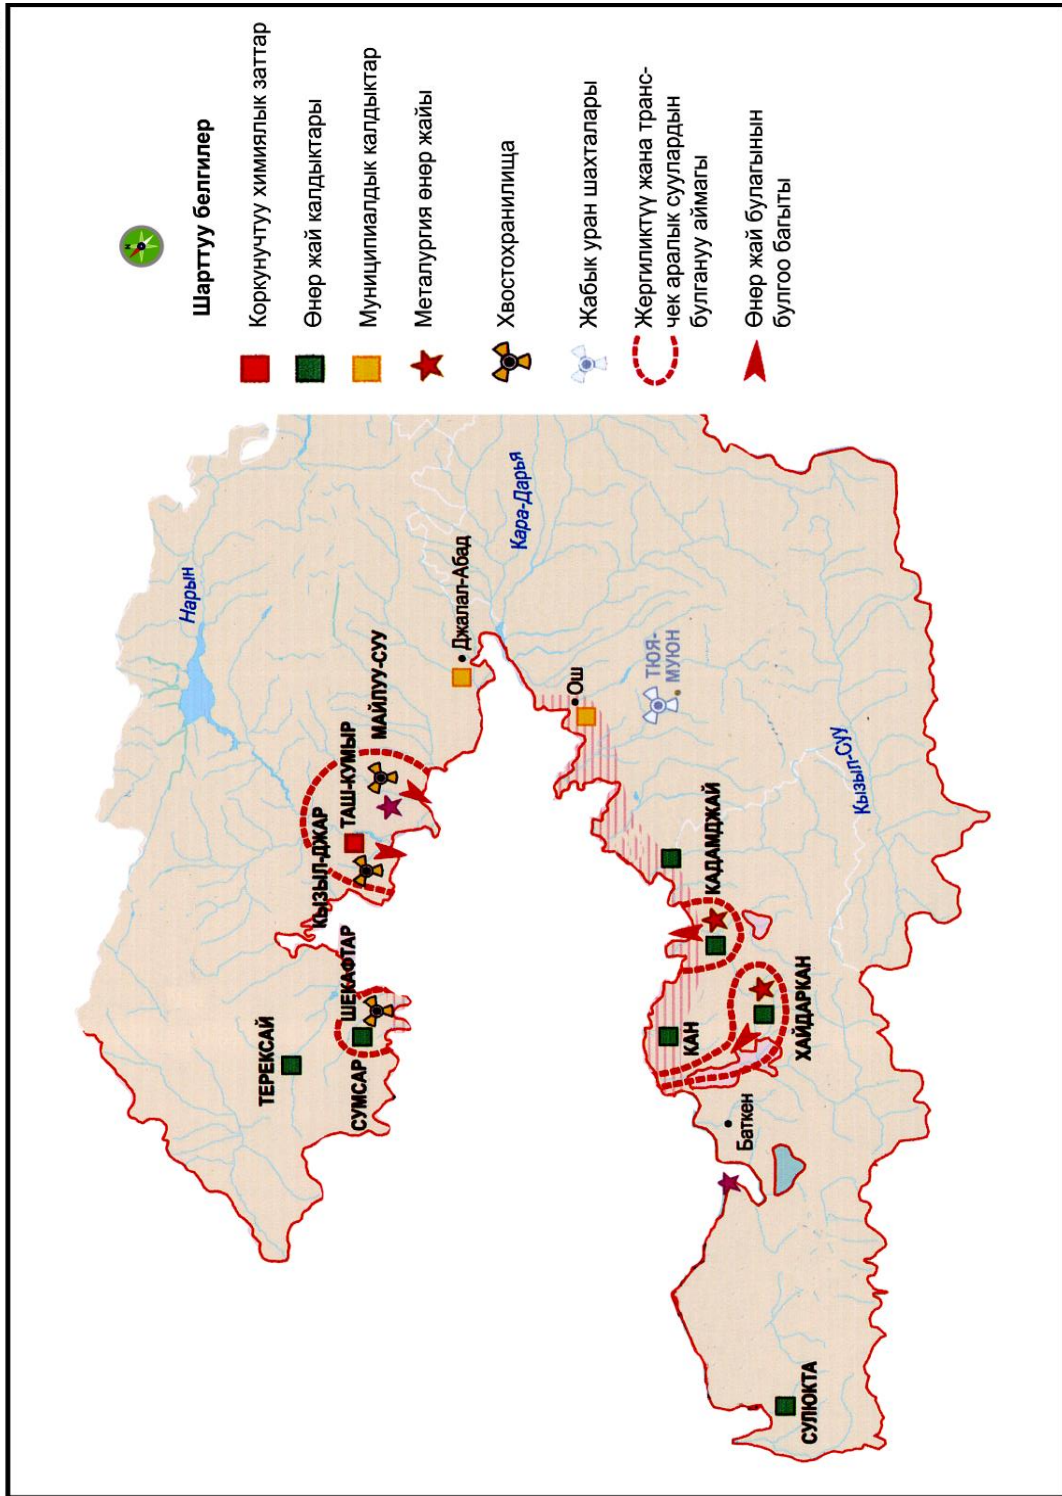 N
Шарттуу белгилер
Коркунучтуу химиялык заттар
Өнөр жай калдыктары
Муниципиалдык калдыктар
Металургия өнөр жайы
Хвостохранилища
Жабык уран шахталары
Жергиликтүү жана транс-
чек аралык суулардын
булгануу аймагы
Өнөр жай булагынын
булгоо багыты
Нарын
ТЕРЕКСАЙ
СУМСАР
ШЕКАФТАР
КЫЗЫЛ-ДЖАР
ТАШ-КУМЫР
МАЙЛУУ-СУУ
Джалал-Абад
Кара-Дарья
Ош
ТЮЯ-
МУЮН
КАДАМДЖАЙ
КАН
ХАЙДАРКАН
Баткен
СУЛЮКТА
Кызыл-Суу